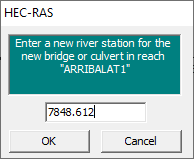 HEC-RAS
Enter a new river station for the
new bridge or culvert in reach
"ARRIBALAT1"
7848.612
OK
Cancel